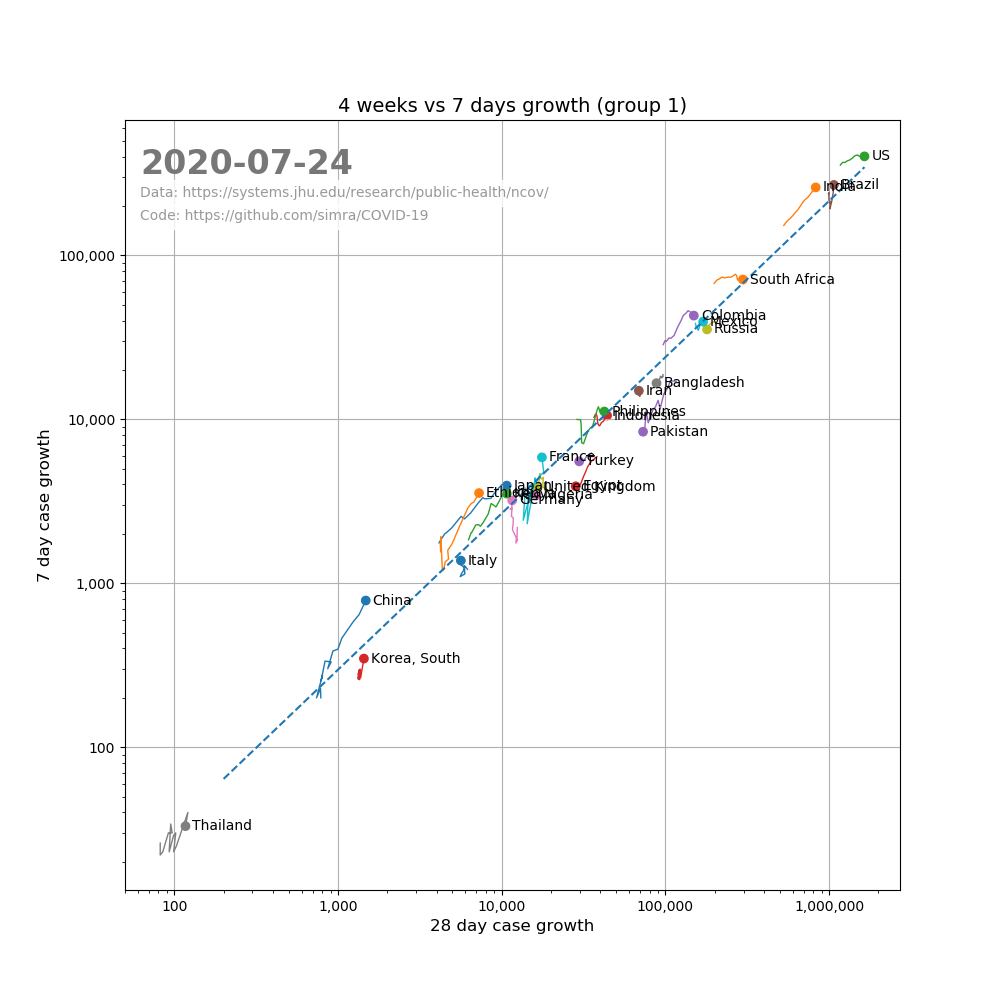 4 weeks vs 7 days growth (group 1)
2020-07-24
Data: https://systems.jhu.edu/research/public-health/ncov/
Code: https://github.com/simra/COVID-19
US
India
Brazil
100,000
South Africa
Colombia
Mexico
Russia
Bangladesh
Iran
10,000
Philippines
Indonesia
Pakistan
France
Turkey
Japan
United Kingdom
Egypt
Ethiopia
Kenya
Nigeria
Germany
7 day case growth
1,000
Italy
China
Korea, South
100
Thailand
100
1,000
10,000
100,000
1,000,000
28 day case growth